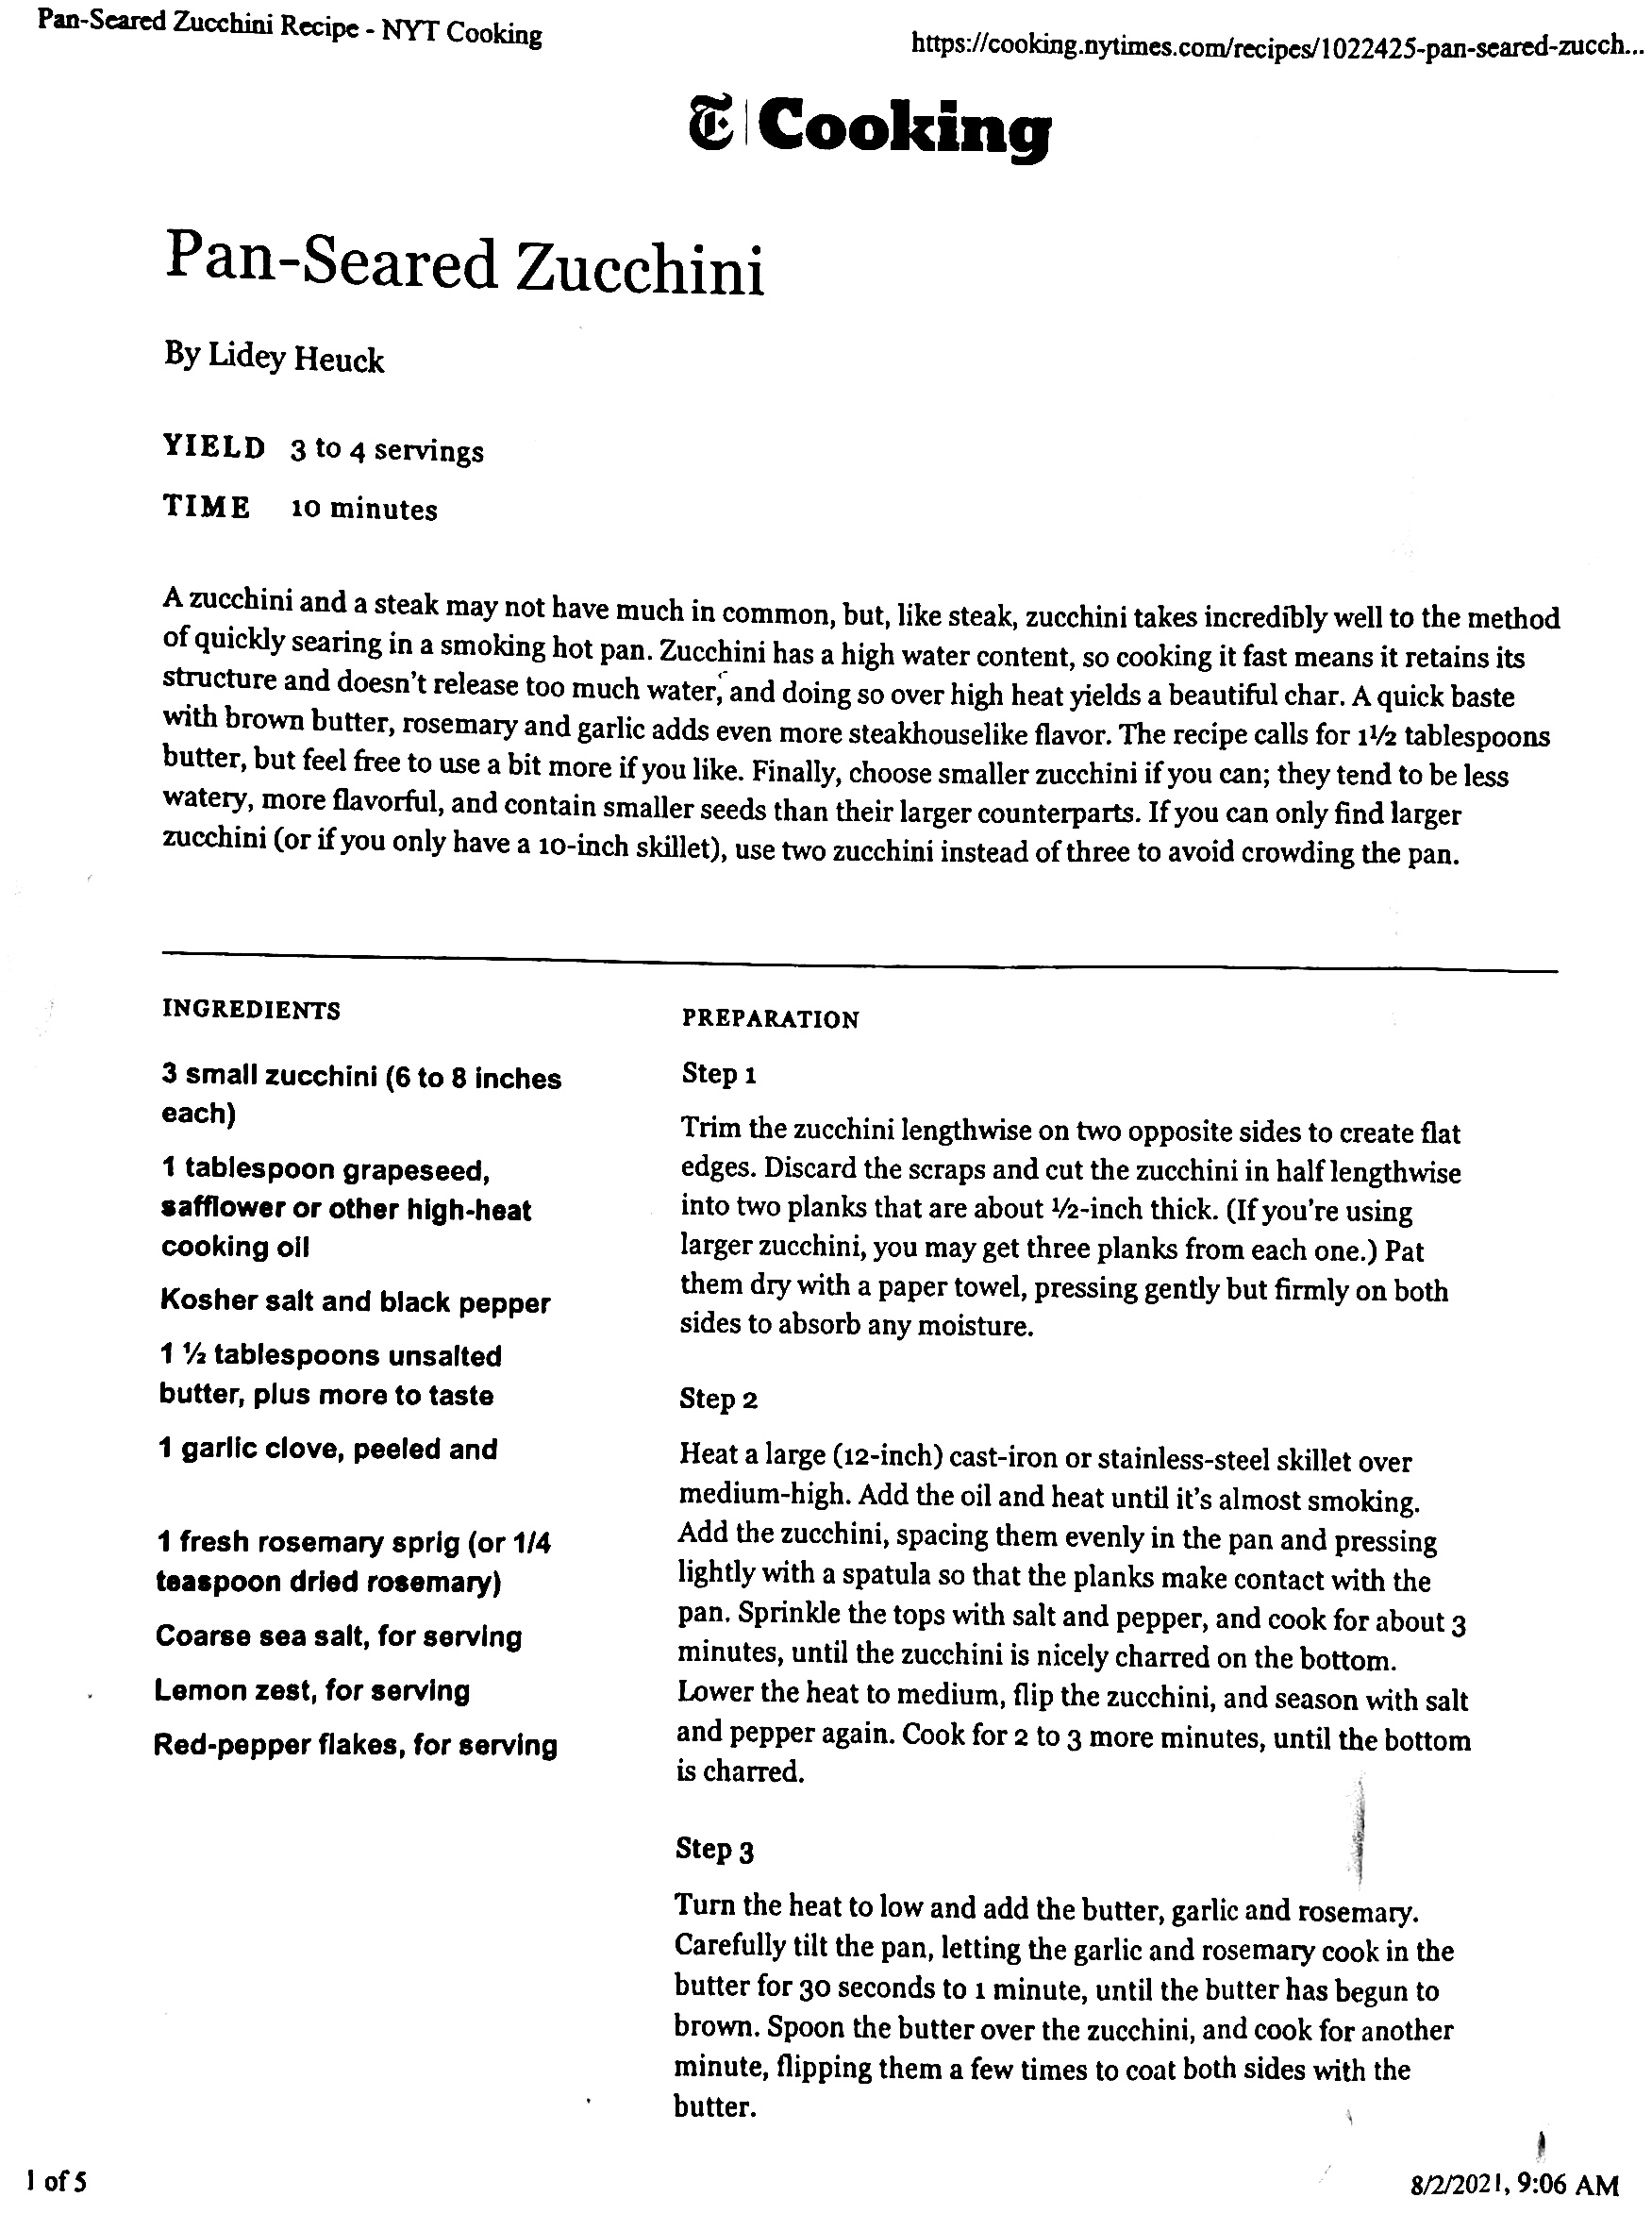 Pan-Seared Zucchini Recipe - NYT Cooking
https://cooking.nytimes.com/recipes/1022425-pan-seared-zucch...
T Cooking
Pan-Seared Zucchini
By Lidey Heuck
YIELD 3 to 4 servings
TIME 10 minutes
A zucchini and a steak may not have much in common, but, like steak, zucchini takes incredibly well to the method
of quickly searing in a smoking hot pan. Zucchini has a high water content, so cooking it fast means it retains its
structure and doesn't release too much water, and doing so over high heat yields a beautiful char. A quick baste
with brown butter, rosemary and garlic adds even more steakhouselike flavor. The recipe calls for 1½ tablespoons
butter, but feel free to use a bit more if you like. Finally, choose smaller zucchini if you can; they tend to be less
watery, more flavorful, and contain smaller seeds than their larger counterparts. If you can only find larger
zucchini (or if you only have a 10-inch skillet), use two zucchini instead of three to avoid crowding the pan.
INGREDIENTS
3 small zucchini (6 to 8 inches
each)
1 tablespoon grapeseed,
safflower or other high-heat
cooking oil
Kosher salt and black pepper
1 ½ tablespoons unsalted
butter, plus more to taste
1 garlic clove, peeled and
1 fresh rosemary sprig (or 1/4
teaspoon dried rosemary)
Coarse sea salt, for serving
Lemon zest, for serving
Red-pepper flakes, for serving
PREPARATION
Step 1
Trim the zucchini lengthwise on two opposite sides to create flat
edges. Discard the scraps and cut the zucchini in half lengthwise
into two planks that are about ½-inch thick. (If you're using
larger zucchini, you may get three planks from each one.) Pat
them dry with a paper towel, pressing gently but firmly on both
sides to absorb any moisture.
Step 2
Heat a large (12-inch) cast-iron or stainless-steel skillet over
medium-high. Add the oil and heat until it's almost smoking.
Add the zucchini, spacing them evenly in the pan and pressing
lightly with a spatula so that the planks make contact with the
pan. Sprinkle the tops with salt and pepper, and cook for about 3
minutes, until the zucchini is nicely charred on the bottom.
Lower the heat to medium, flip the zucchini, and season with salt
and pepper again. Cook for 2 to 3 more minutes, until the bottom
is charred.
Step 3
Turn the heat to low and add the butter, garlic and rosemary.
Carefully tilt the pan, letting the garlic and rosemary cook in the
butter for 30 seconds to 1 minute, until the butter has begun to
brown. Spoon the butter over the zucchini, and cook for another
minute, flipping them a few times to coat both sides with the
butter.
1 of 5
8/2/2021, 9:06 AM